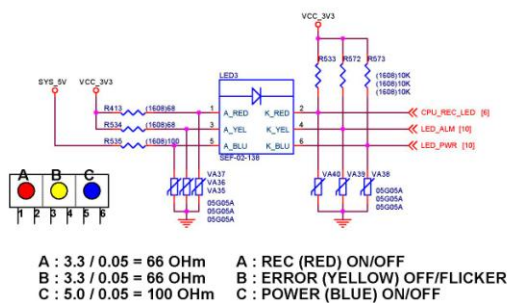 VCC_3V3
R533 R572 R573
(1608)10K
(1608)10K
(1608)10K
SYS_5V VCC_3V3
LED3
R413 (1608)68
R534 (1608)68
R535 (1608)100
1 A_RED K_RED 2
3 A_YEL K_YEL 4
5 A_BLU K_BLU 6
SEP-02-138
CPU_REC_LED [6]
LED_ALM [10]
LED_PWR [10]
VA37
VA36
VA35
05G05A
05G05A
05G05A
VA40 VA39 VA38
05G05A
05G05A
05G05A
A B C
1 2 3 4 5 6
A : 3.3 / 0.05 = 66 OHm A : REC (RED) ON/OFF
B : 3.3 / 0.05 = 66 OHm B : ERROR (YELLOW) OFF/FLICKER
C : 5.0 / 0.05 = 100 OHm C : POWER (BLUE) ON/OFF